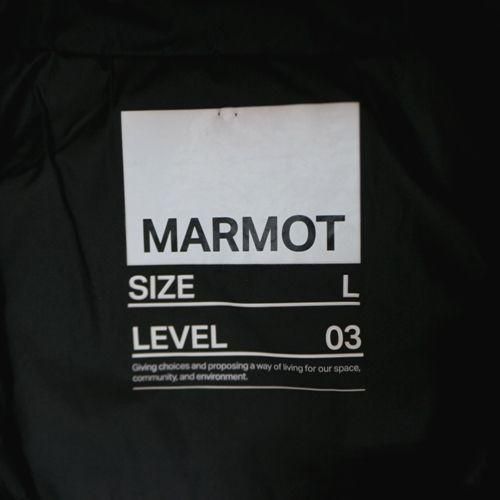 MARMOT
SIZE L
LEVEL 03
Giving choices and proposing a way of living for our space,
community, and environment.